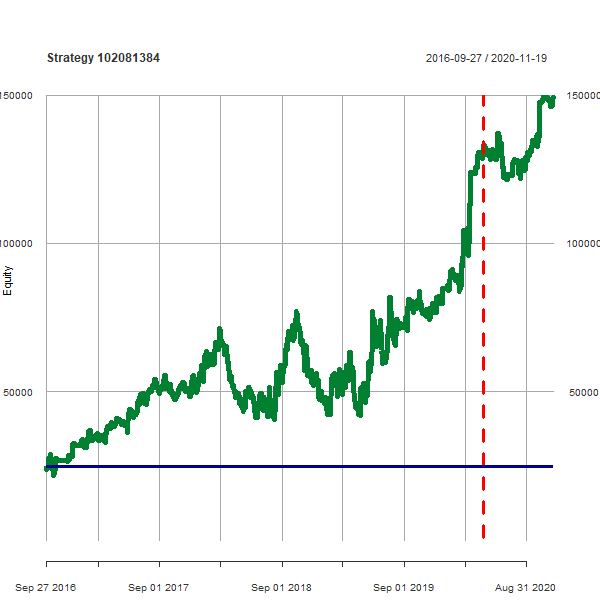 Strategy 102081384
2016-09-27 / 2020-11-19
150000
150000
100000
100000
Equity
50000
50000
Sep 27 2016
Sep 01 2017
Sep 01 2018
Sep 01 2019
Aug 31 2020